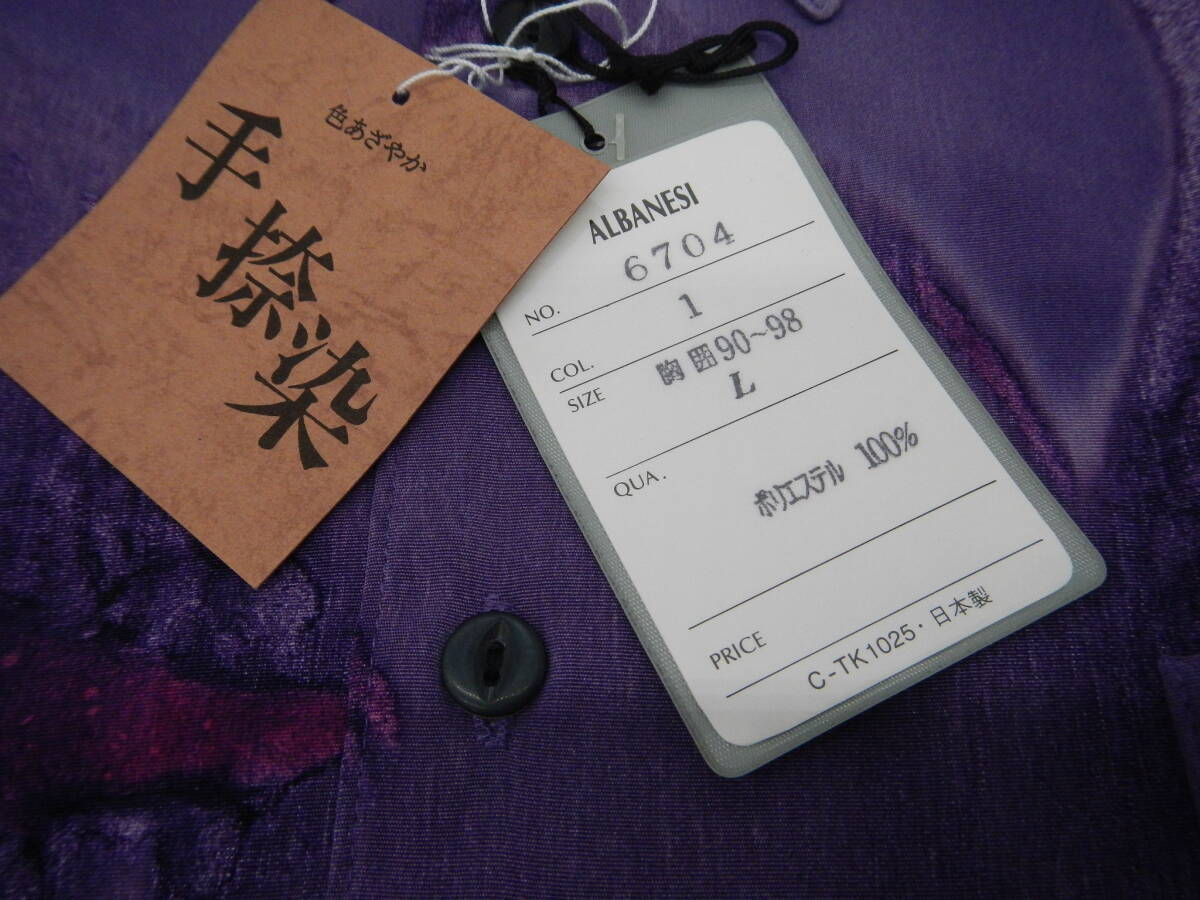 色あざやか
手捺染
ALBANESI
NO. 6704
COL. 1
SIZE 胸囲90~98
L
QUA.
ポリエステル 100%
PRICE
C-TK1025・日本製